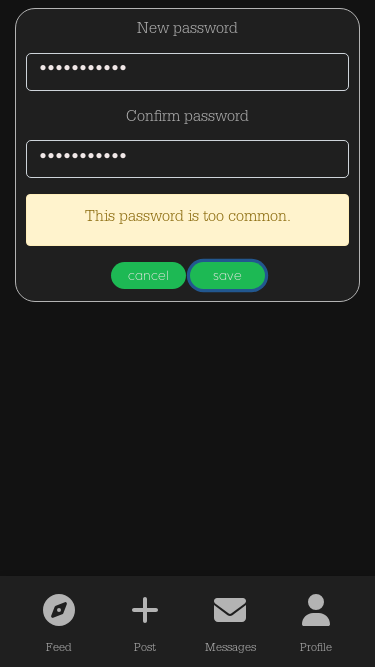 New password
•••••••••••
Confirm password
•••••••••••
This password is too common.
cancel save
Feed Post Messages Profile